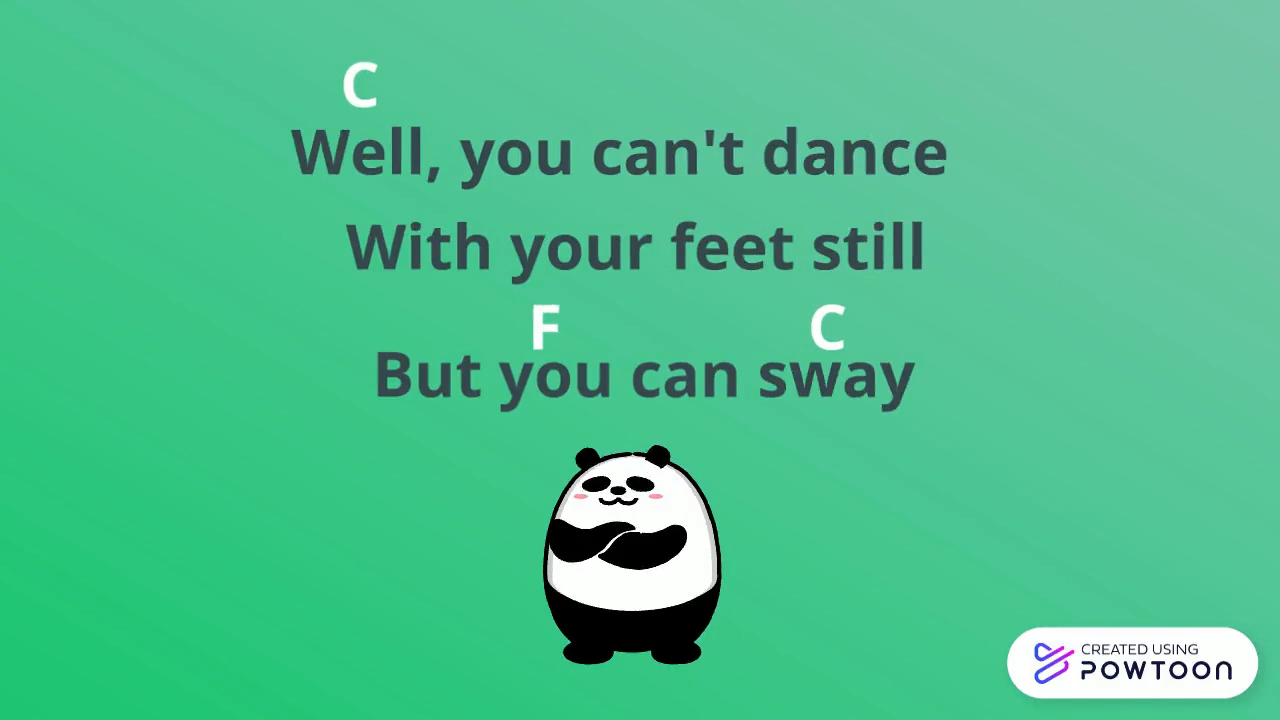 C
Well, you can't dance
With your feet still
F C
But you can sway
CREATED USING
POWTOON